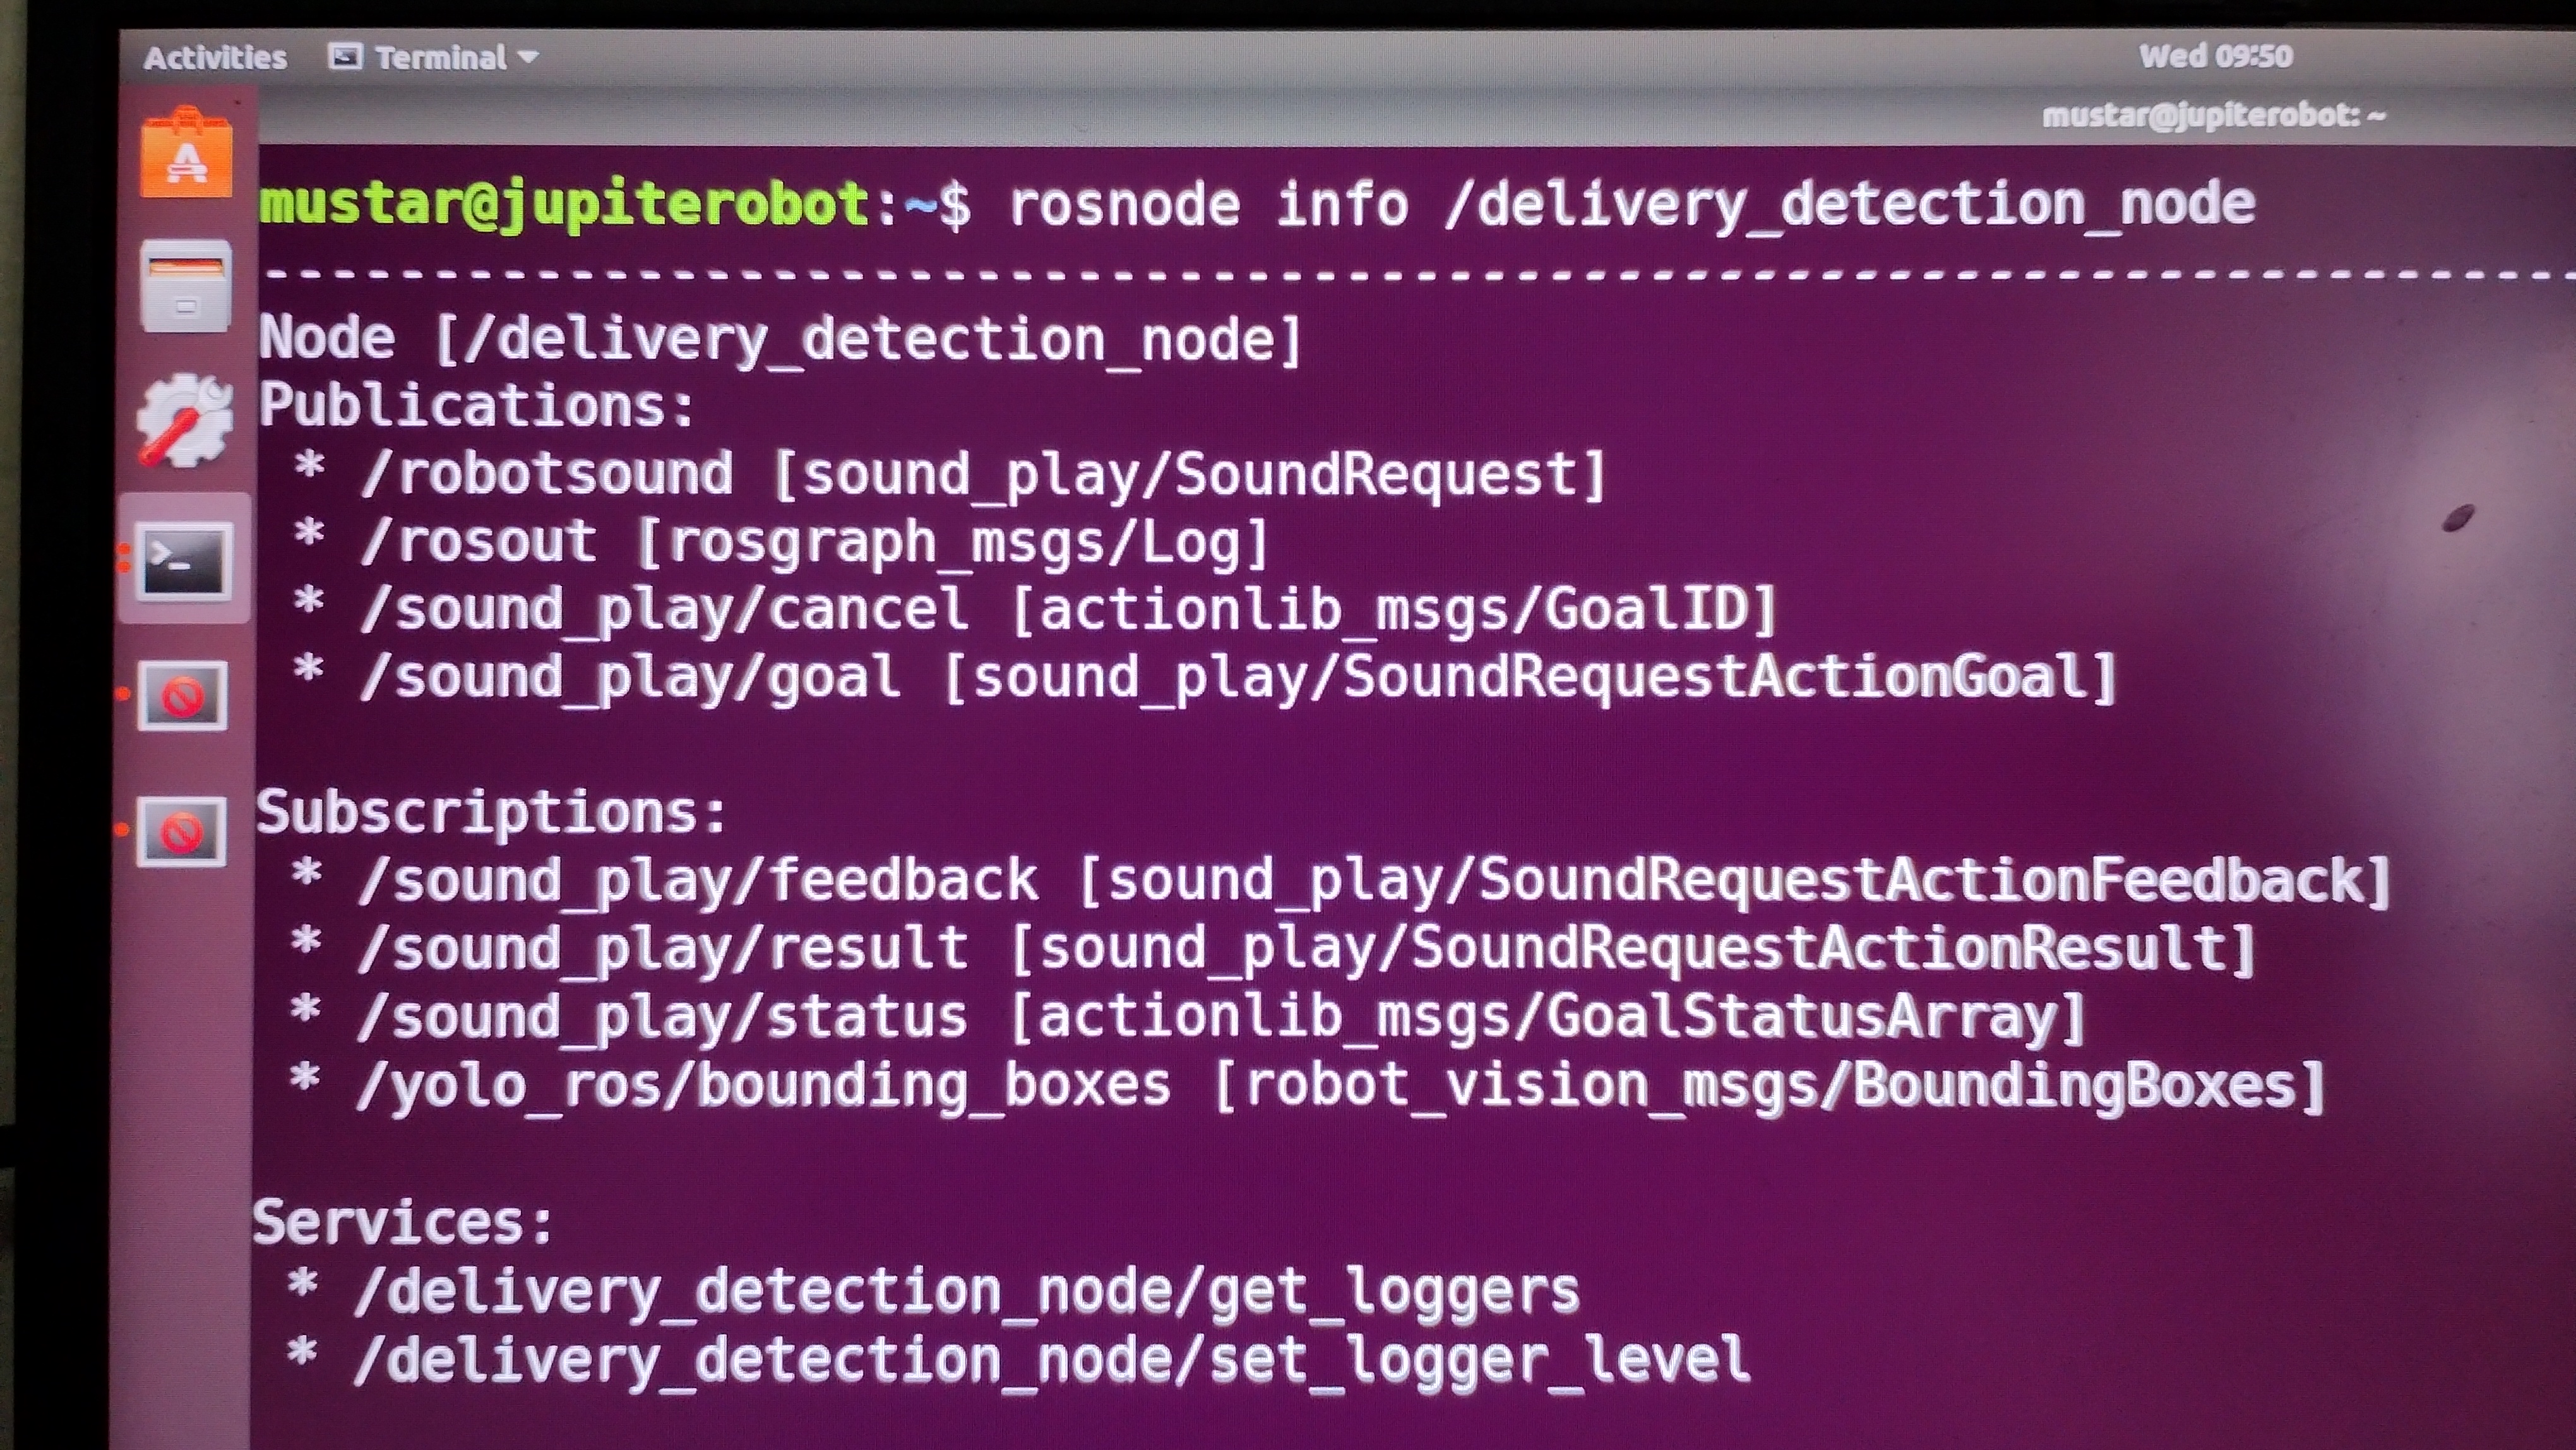 Activities Terminal Wed 09:50
mustar@jupiterobot: ~
mustar@jupiterobot:~$ rosnode info /delivery_detection_node
--------------------------------------------------------------------
Node [/delivery_detection_node]
Publications:
* /robotsound [sound_play/SoundRequest]
* /rosout [rosgraph_msgs/Log]
* /sound_play/cancel [actionlib_msgs/GoalID]
* /sound_play/goal [sound_play/SoundRequestActionGoal]
Subscriptions:
* /sound_play/feedback [sound_play/SoundRequestActionFeedback]
* /sound_play/result [sound_play/SoundRequestActionResult]
* /sound_play/status [actionlib_msgs/GoalStatusArray]
* /yolo_ros/bounding_boxes [robot_vision_msgs/BoundingBoxes]
Services:
* /delivery_detection_node/get_loggers
* /delivery_detection_node/set_logger_level